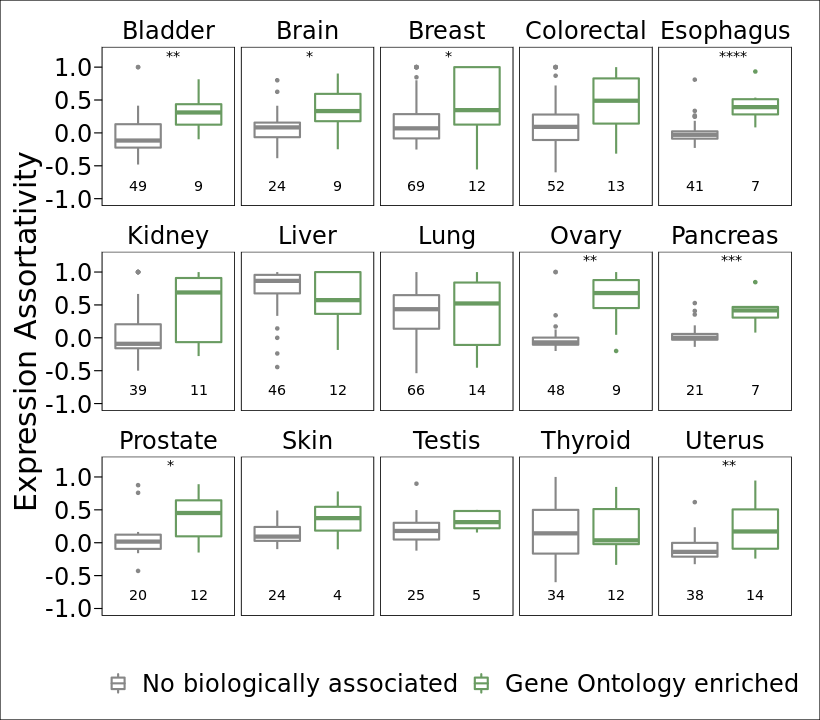 Bladder Brain Breast Colorectal Esophagus
** * * ****
1.0
0.5
0.0
-0.5
-1.0
49 9 24 9 69 12 52 13 41 7
Kidney Liver Lung Ovary Pancreas
** ***
1.0
0.5
0.0
-0.5
-1.0
39 11 46 12 66 14 48 9 21 7
Prostate Skin Testis Thyroid Uterus
* **
1.0
0.5
0.0
-0.5
-1.0
20 12 24 4 25 5 34 12 38 14
Expression Assortativity
No biologically associated Gene Ontology enriched